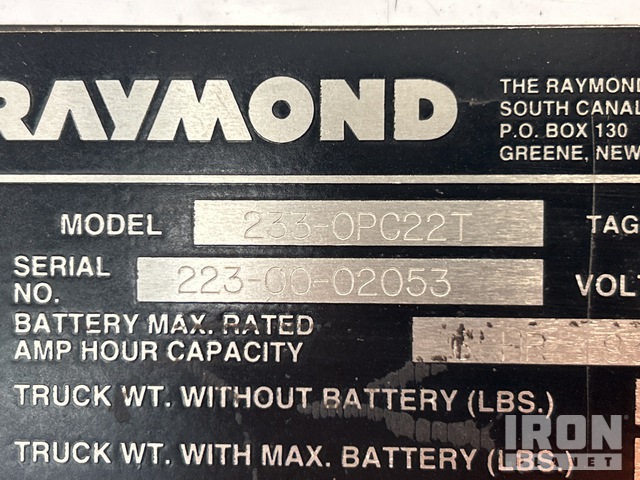 RAYMOND
THE RAYMOND
SOUTH CANAL
P.O. BOX 130
GREENE, NEW
MODEL 233-OPC22T TAG
SERIAL NO. 223-00-02053 VOLT
BATTERY MAX. RATED
AMP HOUR CAPACITY
TRUCK WT. WITHOUT BATTERY (LBS.)
TRUCK WT. WITH MAX. BATTERY (LBS.)
IRON
PLANET